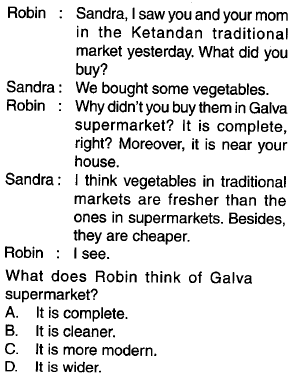 Robin : Sandra, I saw you and your mom
in the Ketandan traditional
market yesterday. What did you
buy?
Sandra : We bought some vegetables.
Robin : Why didn't you buy them in Galva
supermarket? It is complete,
right? Moreover, it is near your
house.
Sandra : I think vegetables in traditional
markets are fresher than the
ones in supermarkets. Besides,
they are cheaper.
Robin : I see.
What does Robin think of Galva
supermarket?
A. It is complete.
B. It is cleaner.
C. It is more modern.
D. It is wider.